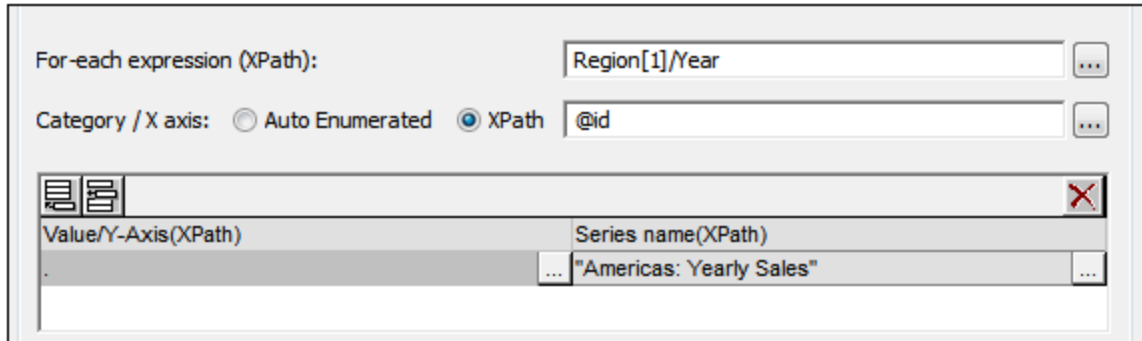 For-each expression (XPath): Region[1]/Year ...
Category / X axis: Auto Enumerated XPath @id ...
Value/Y-Axis(XPath) Series name(XPath)
. ... "Americas: Yearly Sales" ...